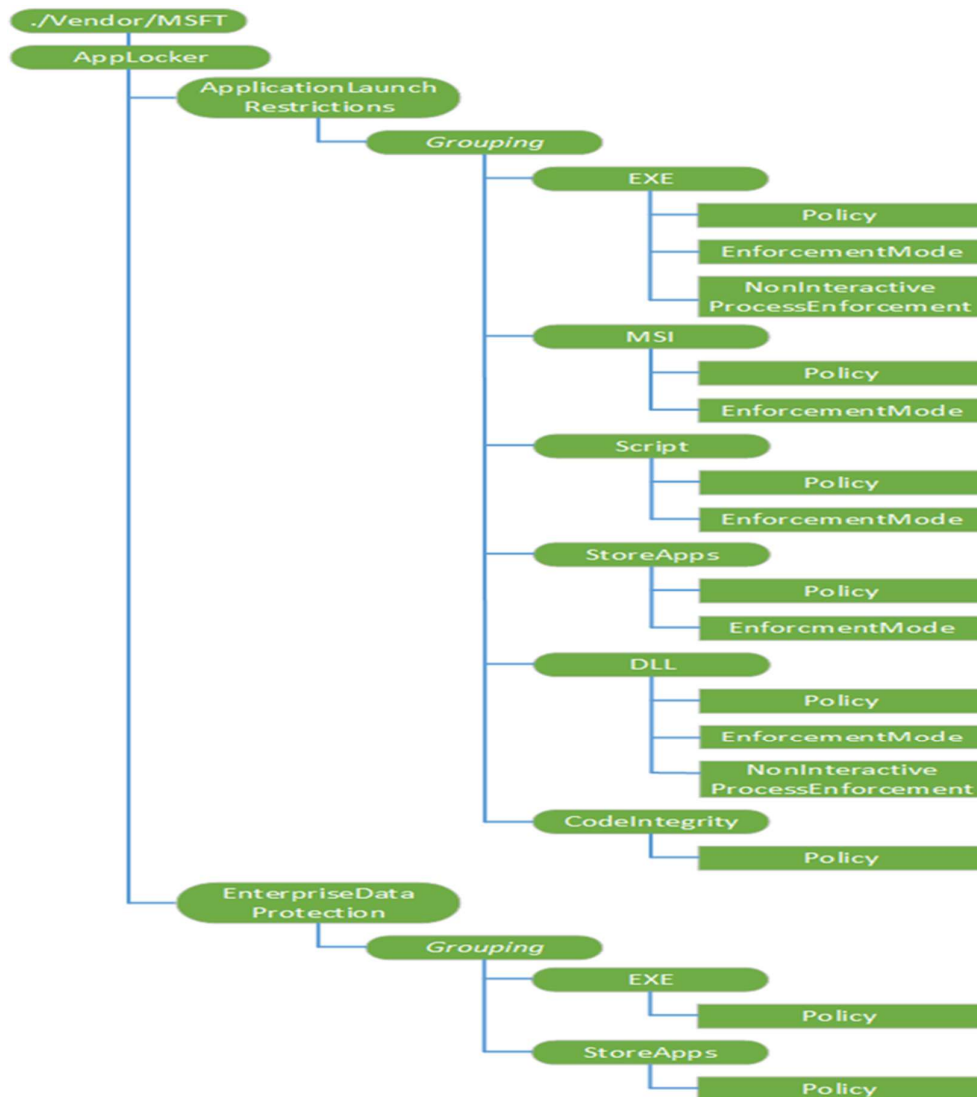 ./Vendor/MSFT
AppLocker
ApplicationLaunch
Restrictions
Grouping
EXE
Policy
EnforcementMode
NonInteractive
ProcessEnforcement
MSI
Policy
EnforcementMode
Script
Policy
EnforcementMode
StoreApps
Policy
EnforcmentMode
DLL
Policy
EnforcementMode
NonInteractive
ProcessEnforcement
CodeIntegrity
Policy
EnterpriseData
Protection
Grouping
EXE
Policy
StoreApps
Policy